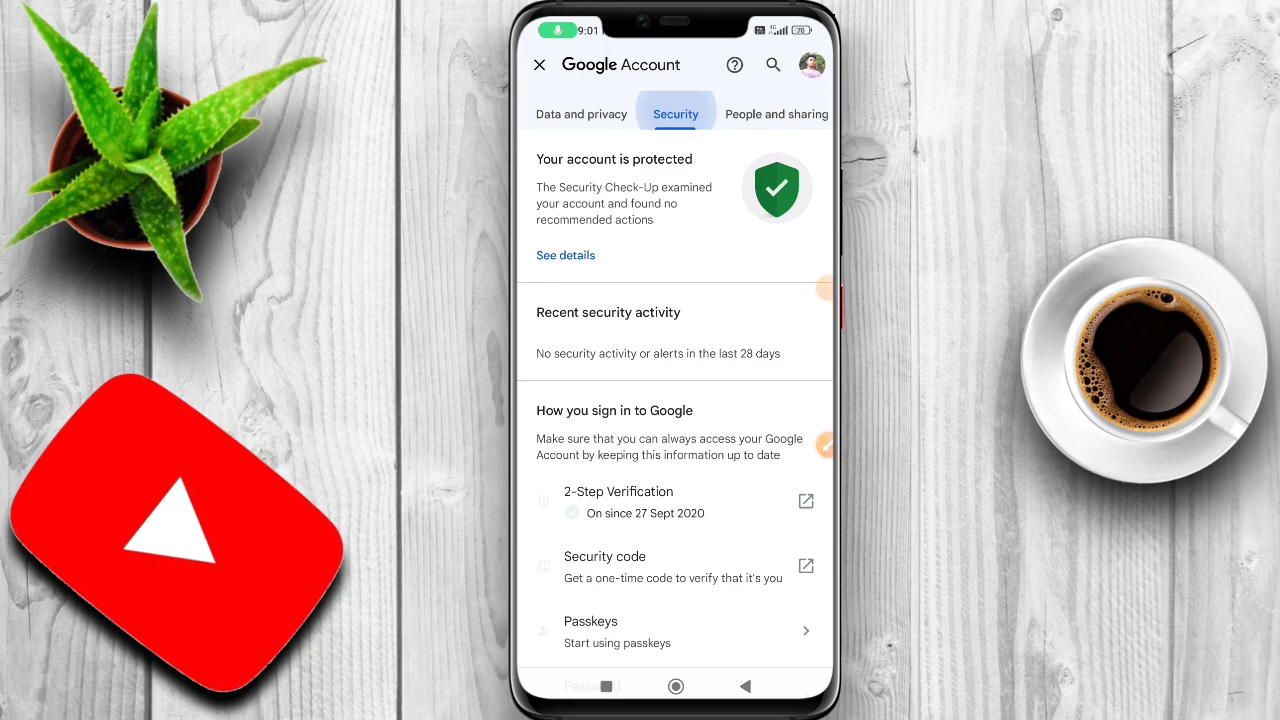 9:01
4G
70
Google Account
Data and privacy
Security
People and sharing
Your account is protected
The Security Check-Up examined
your account and found no
recommended actions
See details
Recent security activity
No security activity or alerts in the last 28 days
How you sign in to Google
Make sure that you can always access your Google
Account by keeping this information up to date
2-Step Verification
On since 27 Sept 2020
Security code
Get a one-time code to verify that it's you
Passkeys
Start using passkeys